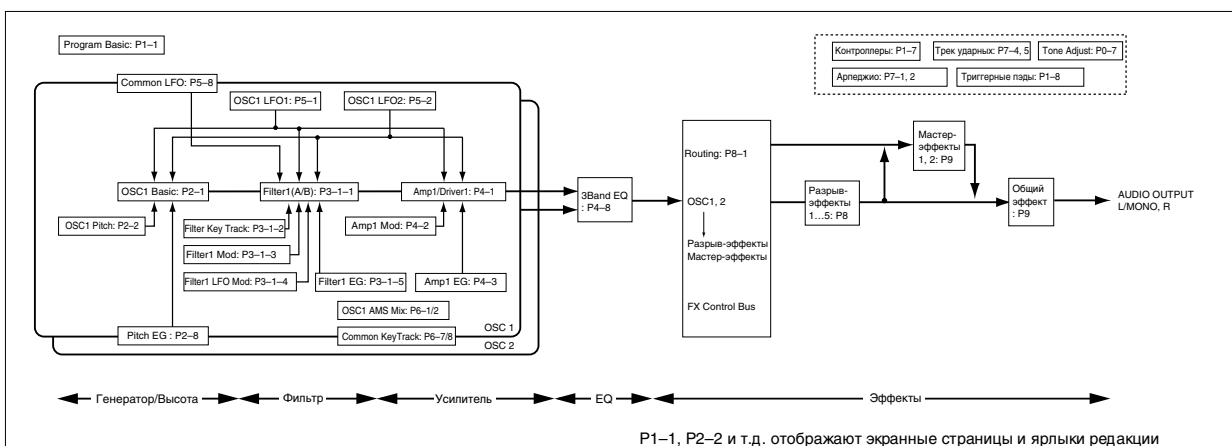 Program Basic: P1–1
Контроллеры: P1–7
Трек ударных: P7–4, 5
Tone Adjust: P0–7
Арпеджио: P7–1, 2
Триггерные пэды: P1–8
Common LFO: P5–8
OSC1 LFO1: P5–1
OSC1 LFO2: P5–2
OSC1 Basic: P2–1
Filter1(A/B): P3–1–1
Amp1/Driver1: P4–1
OSC1 Pitch: P2–2
Filter Key Track: P3–1–2
Amp1 Mod: P4–2
Filter1 Mod: P3–1–3
Filter1 LFO Mod: P3–1–4
Filter1 EG: P3–1–5
Amp1 EG: P4–3
OSC1 AMS Mix: P6–1/2
Pitch EG : P2–8
Common KeyTrack: P6–7/8
OSC 1
OSC 2
3Band EQ
: P4–8
Routing: P8–1
OSC1, 2
Разрыв-эффекты
Мастер-эффекты
FX Control Bus
Разрыв-
эффекты
1...5: P8
Мастер-
эффекты
1, 2: P9
Общий
эффект
: P9
AUDIO OUTPUT
L/MONO, R
Генератор/Высота
Фильтр
Усилитель
EQ
Эффекты
P1–1, P2–2 и т.д. отображают экранные страницы и ярлыки редакции